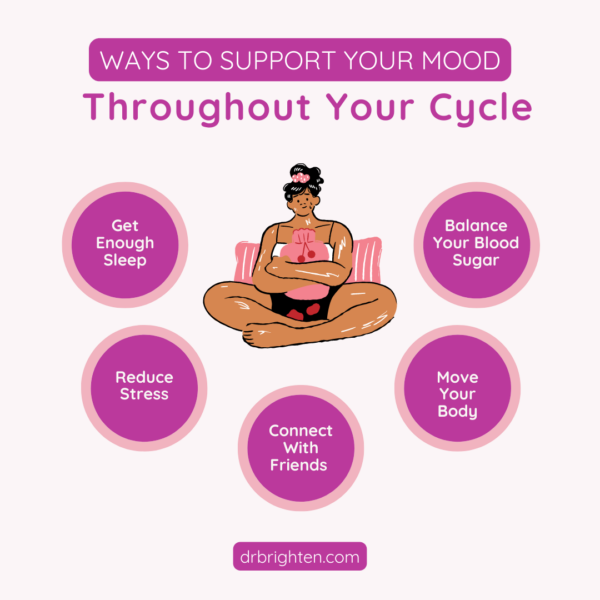 WAYS TO SUPPORT YOUR MOOD
Throughout Your Cycle
Get
Enough
Sleep
Balance
Your Blood
Sugar
Reduce
Stress
Move
Your
Body
Connect
With
Friends
drbrighten.com